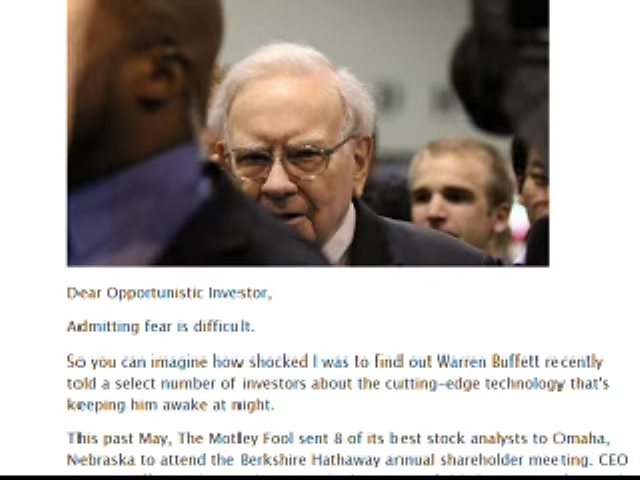 Dear Opportunistic Investor,
Admitting fear is difficult.
So you can imagine how shocked I was to find out Warren Buffett recently
told a select number of investors about the cutting-edge technology that's
keeping him awake at night.
This past May, The Motley Fool sent 8 of its best stock analysts to Omaha,
Nebraska to attend the Berkshire Hathaway annual shareholder meeting. CEO